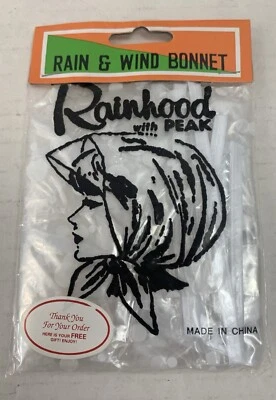 RAIN & WIND BONNET
Rainhood
with PEAK
Thank You
For Your Order
HERE IS YOUR FREE
GIFT! ENJOY!
MADE IN CHINA